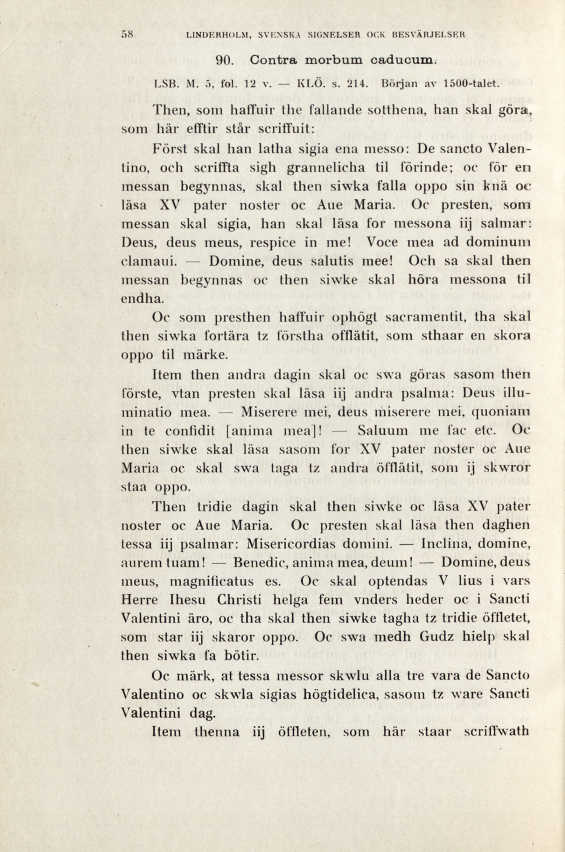 58 LINDERHOLM, SVENSKA SIGNELSER OCK BESVÄRJELSER
90. Contra morbum caducum.
LSB. M. 5, fol. 12 v. — KLÖ. s. 214. Början av 1500-talet.
Then, som haffuir the fallande sotthena, han skal göra,
som här efftir står scriffuit:
Först skal han latha sigia ena messo: De sancto Valen-
tino, och scriffta sigh grannelicha til förinde; oc för en
messan begynnas, skal then siwka falla oppo sin knä oc
läsa XV pater noster oc Aue Maria. Oc presten, som
messan skal sigia, han skal läsa for messona iij salmar:
Deus, deus meus, respice in me! Voce mea ad dominum
clamaui. — Domine, deus salutis mee! Och sa skal then
messan begynnas oc then siwke skal höra messona til
endha.
Oc som presthen haffuir ophögt sacramentit, tha skal
then siwka fortära tz förstha offlätit, som sthaar en skora
oppo til märke.
Item then andra dagin skal oc swa göras sasom then
förste, vtan presten skal läsa iij andra psalma: Deus illu-
minatio mea. — Miserere mei, deus miserere mei, quoniam
in te confidit [anima mea]! — Saluum me fac etc. Oc
then siwke skal läsa sasom for XV pater noster oc Aue
Maria oc skal swa taga tz andra öfflätit, som ij skwror
staa oppo.
Then tridie dagin skal then siwke oc läsa XV pater
noster oc Aue Maria. Oc presten skal läsa then daghen
tessa iij psalmar: Misericordias domini. — Inclina, domine,
aurem tuam! — Benedic, anima mea, deum! — Domine, deus
meus, magnificatus es. Oc skal optendas V lius i vars
Herre Ihesu Christi helga fem vnders heder oc i Sancti
Valentini äro, oc tha skal then siwke tagha tz tridie öffletet,
som star iij skaror oppo. Oc swa medh Gudz hielp skal
then siwka fa bötir.
Oc märk, at tessa messor skwlu alla tre vara de Sancto
Valentino oc skwla sigias högtidelica, sasom tz ware Sancti
Valentini dag.
Item thenna iij öffleten, som här staar scriffwath